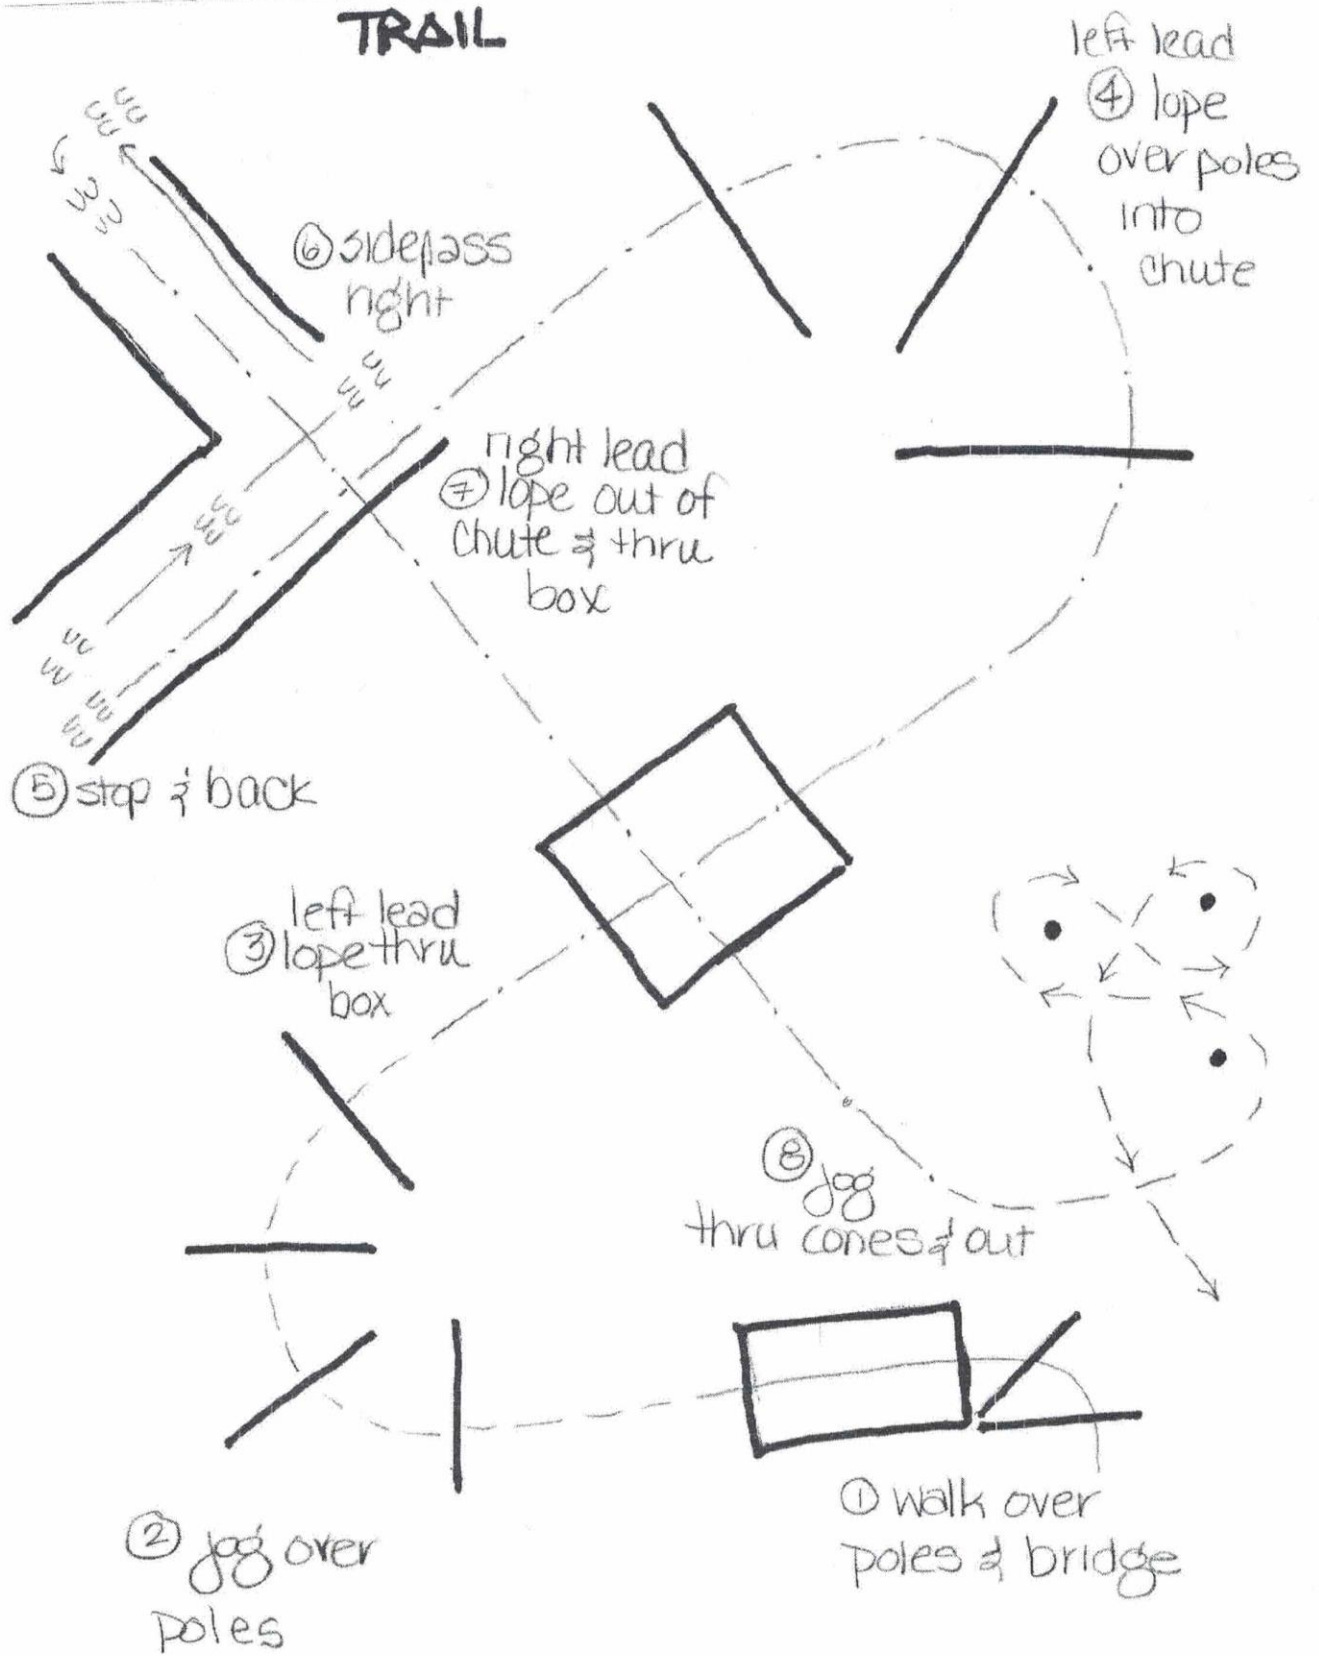 TRAIL
left lead
④ lope
over poles
into
chute
⑥ sidepass
right
right lead
⑦ lope out of
chute & thru
box
⑤ stop & back
left lead
③ lope thru
box
⑧ jog
thru cones & out
① walk over
poles & bridge
② jog over
poles